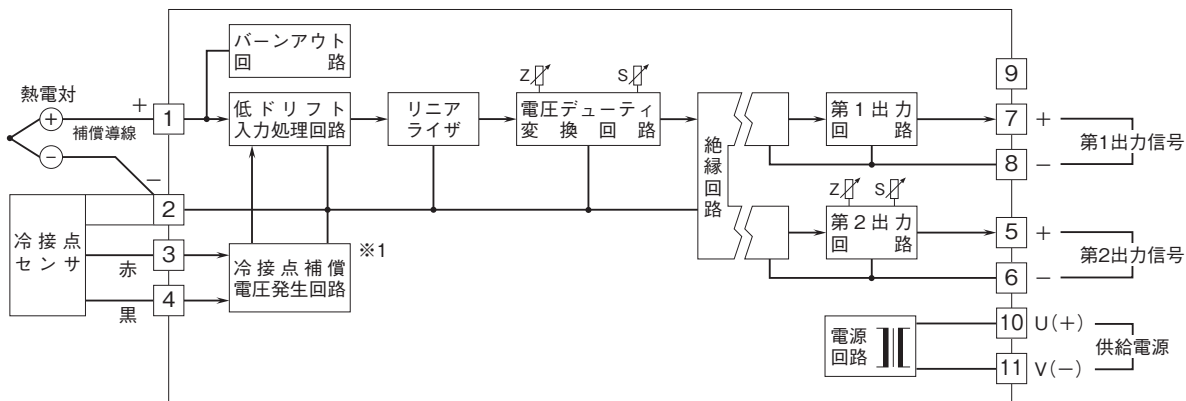 バーンアウト
回路
熱電対
+
補償導線
+
−
−
1
低ドリフト
入力処理回路
リニア
ライザ
Z
S
電圧デューティ
変換回路
絶縁回路
第1出力
回路
9
7
+
8
−
第1出力信号
2
冷接点
センサ
赤
黒
3
4
冷接点補償
電圧発生回路
※1
Z
S
第2出力
回路
5
+
6
−
第2出力信号
電源
回路
10
U(+)
11
V(−)
供給電源